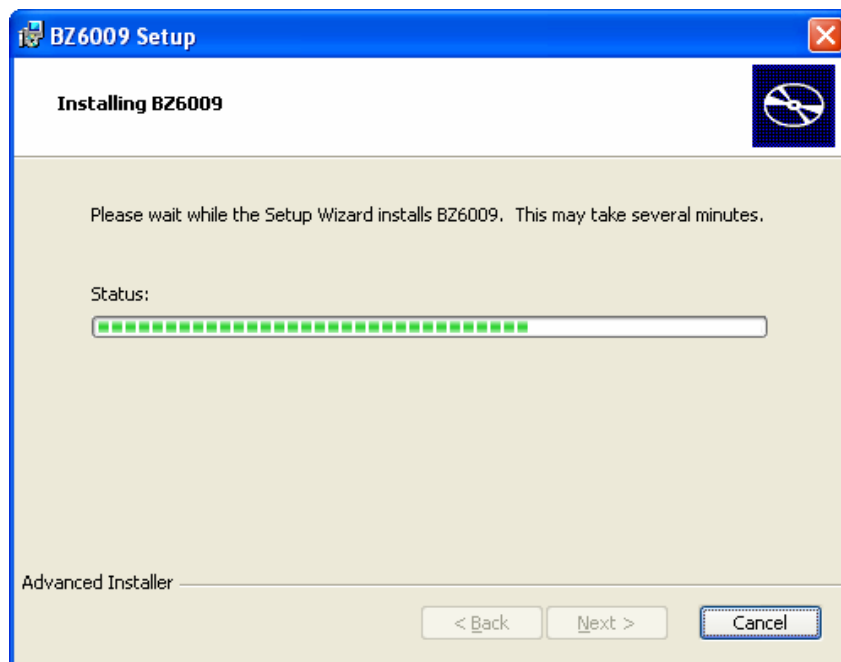 BZ6009 Setup
Installing BZ6009
Please wait while the Setup Wizard installs BZ6009.  This may take several minutes.
Status:
Advanced Installer
< Back
Next >
Cancel